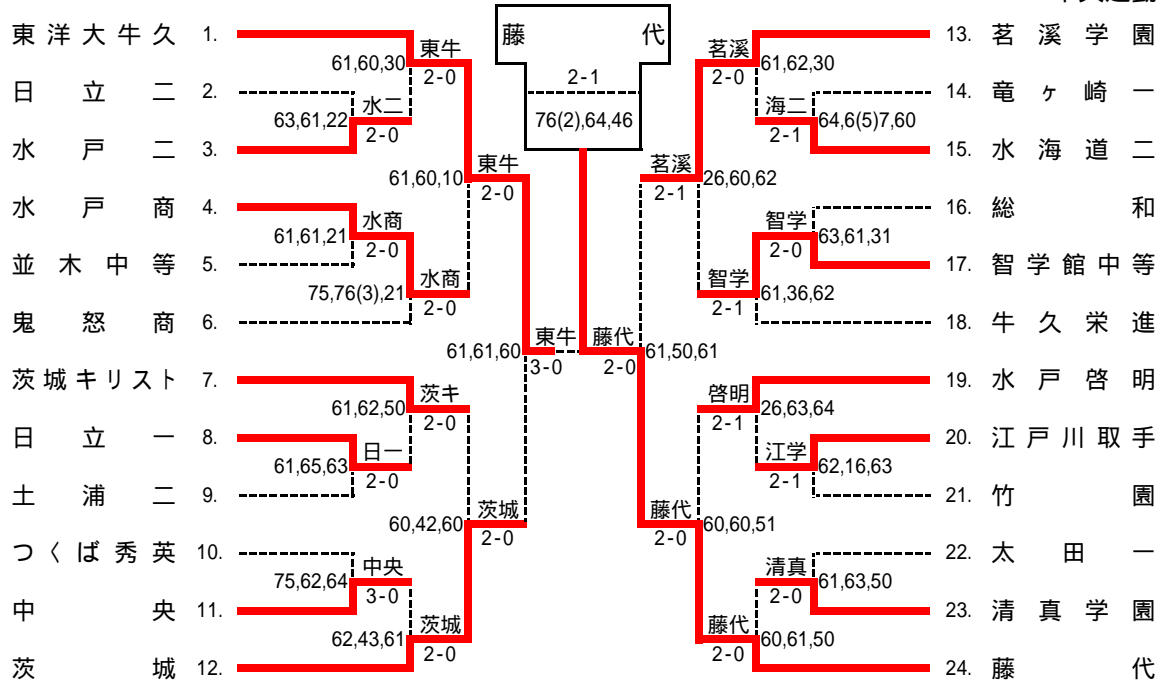 藤代
2-1
76(2),64,46
東洋大牛久 1.
日立二 2.
水戸二 3.
水戸商 4.
並木中等 5.
鬼怒商 6.
茨城キリスト 7.
日立一 8.
土浦二 9.
つくば秀英 10.
中央 11.
茨城 12.
61,60,30
東牛
2-0
63,61,22
水二
2-0
61,60,10
東牛
2-0
61,61,21
水商
2-0
75,76(3),21
水商
2-0
61,61,60
東牛
3-0
61,62,50
茨キ
2-0
61,65,63
日一
2-0
60,42,60
茨城
2-0
75,62,64
中央
3-0
62,43,61
茨城
2-0
茗溪
2-0
61,62,30
海二
2-1
64,6(5)7,60
茗溪
2-1
26,60,62
智学
2-0
63,61,31
智学
2-1
61,36,62
藤代
2-0
61,50,61
啓明
2-1
26,63,64
江学
2-1
62,16,63
藤代
2-0
60,60,51
清真
2-0
61,63,50
藤代
2-0
60,61,50
13. 茗溪学園
14. 竜ヶ崎一
15. 水海道二
16. 総和
17. 智学館中等
18. 牛久栄進
19. 水戸啓明
20. 江戸川取手
21. 竹園
22. 太田一
23. 清真学園
24. 藤代